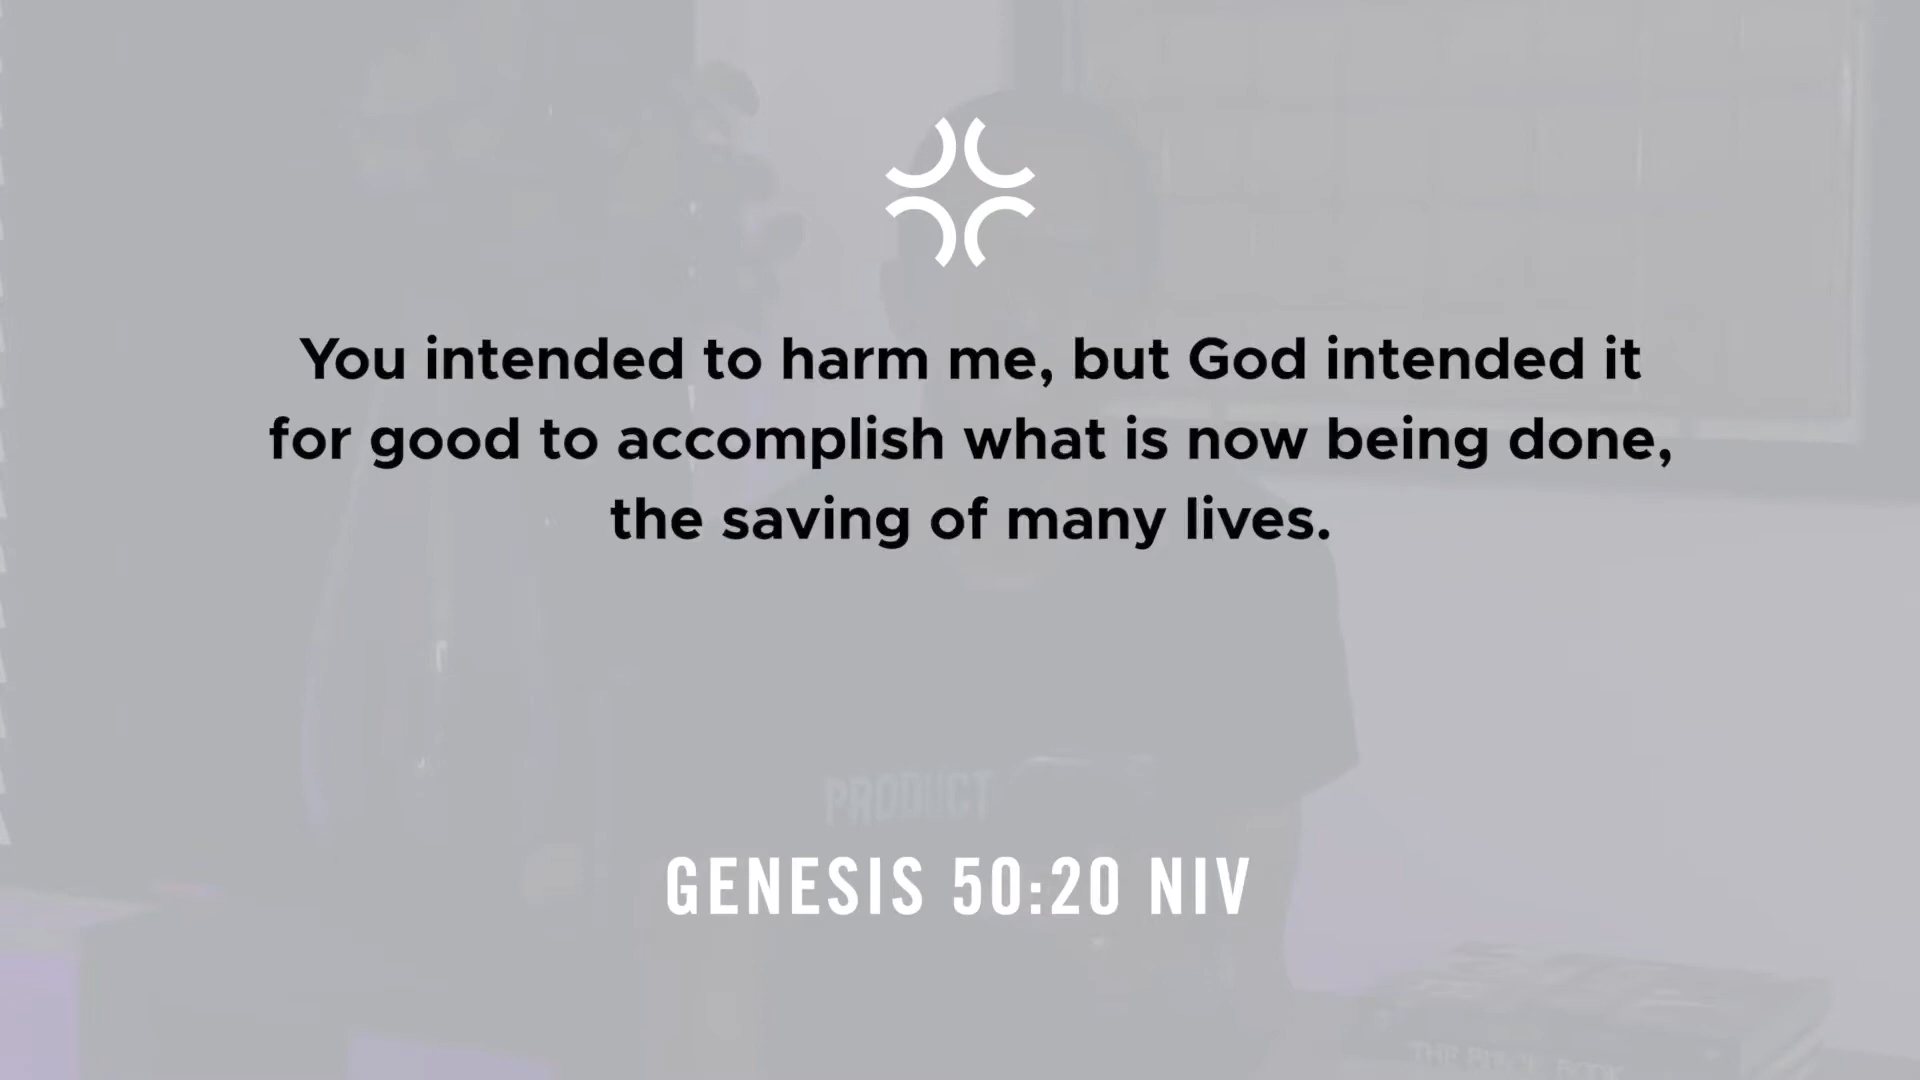 You intended to harm me, but God intended it
for good to accomplish what is now being done,
the saving of many lives.
PRODUCT
GENESIS 50:20 NIV